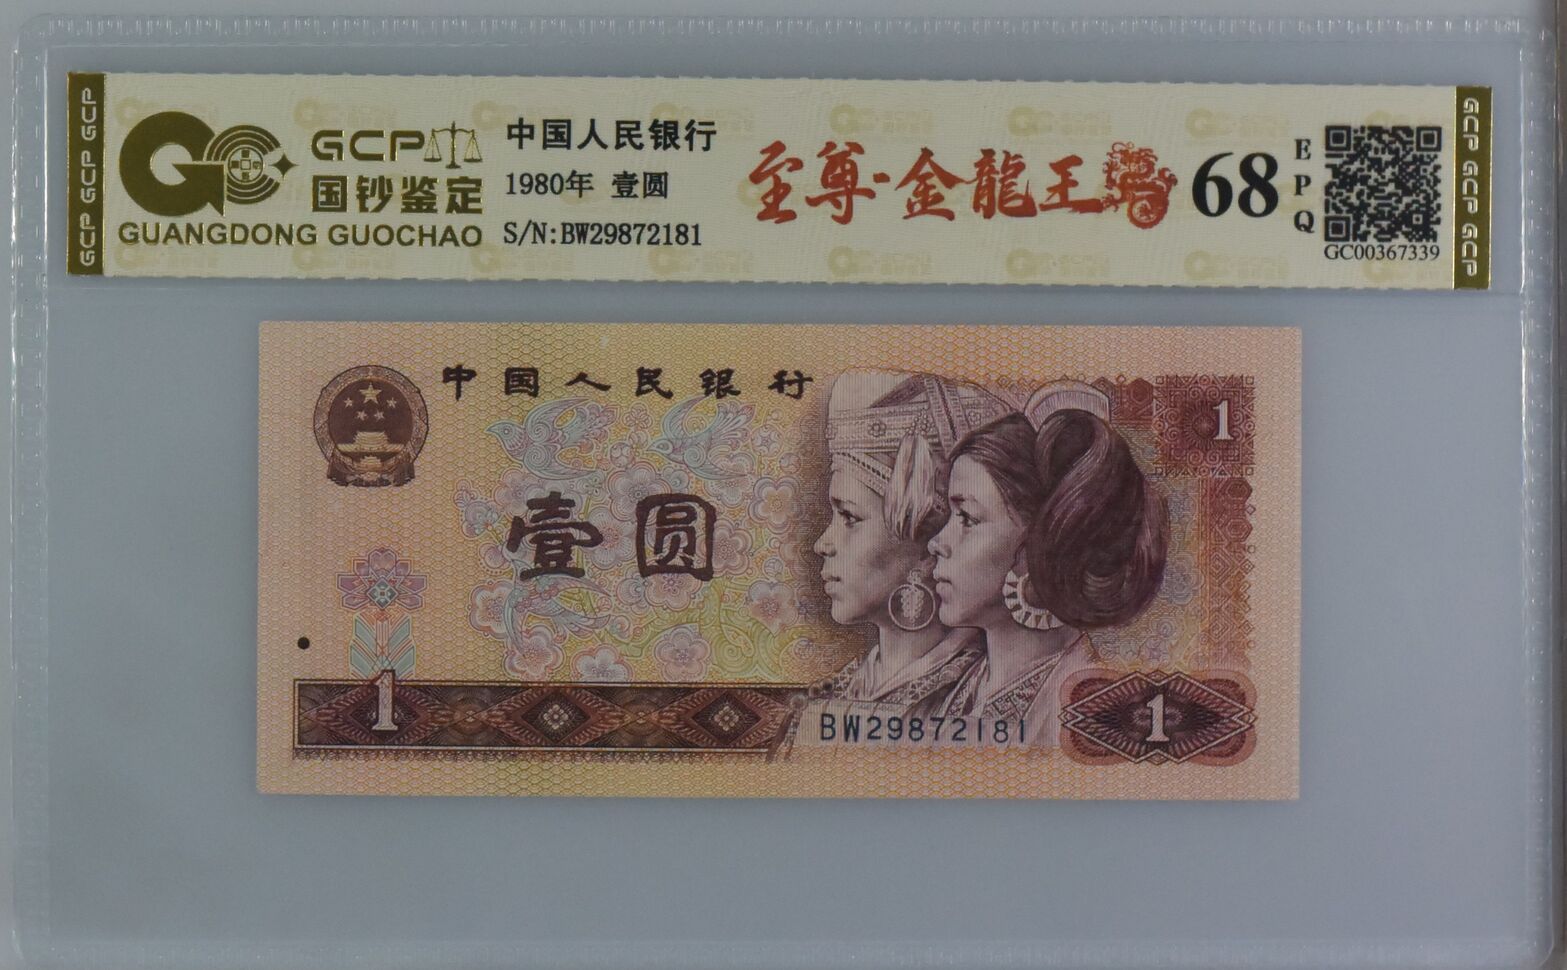 GCP GCP GCP
GCP
国钞鉴定
GUANGDONG GUOCHAO
中国人民银行
1980年 壹圆
S/N:BW29872181
至尊·金龍王
68
EPQ
GC00367339
GCP GCP GCP
中国人民银行
1
壹圆
1
BW29872181
1